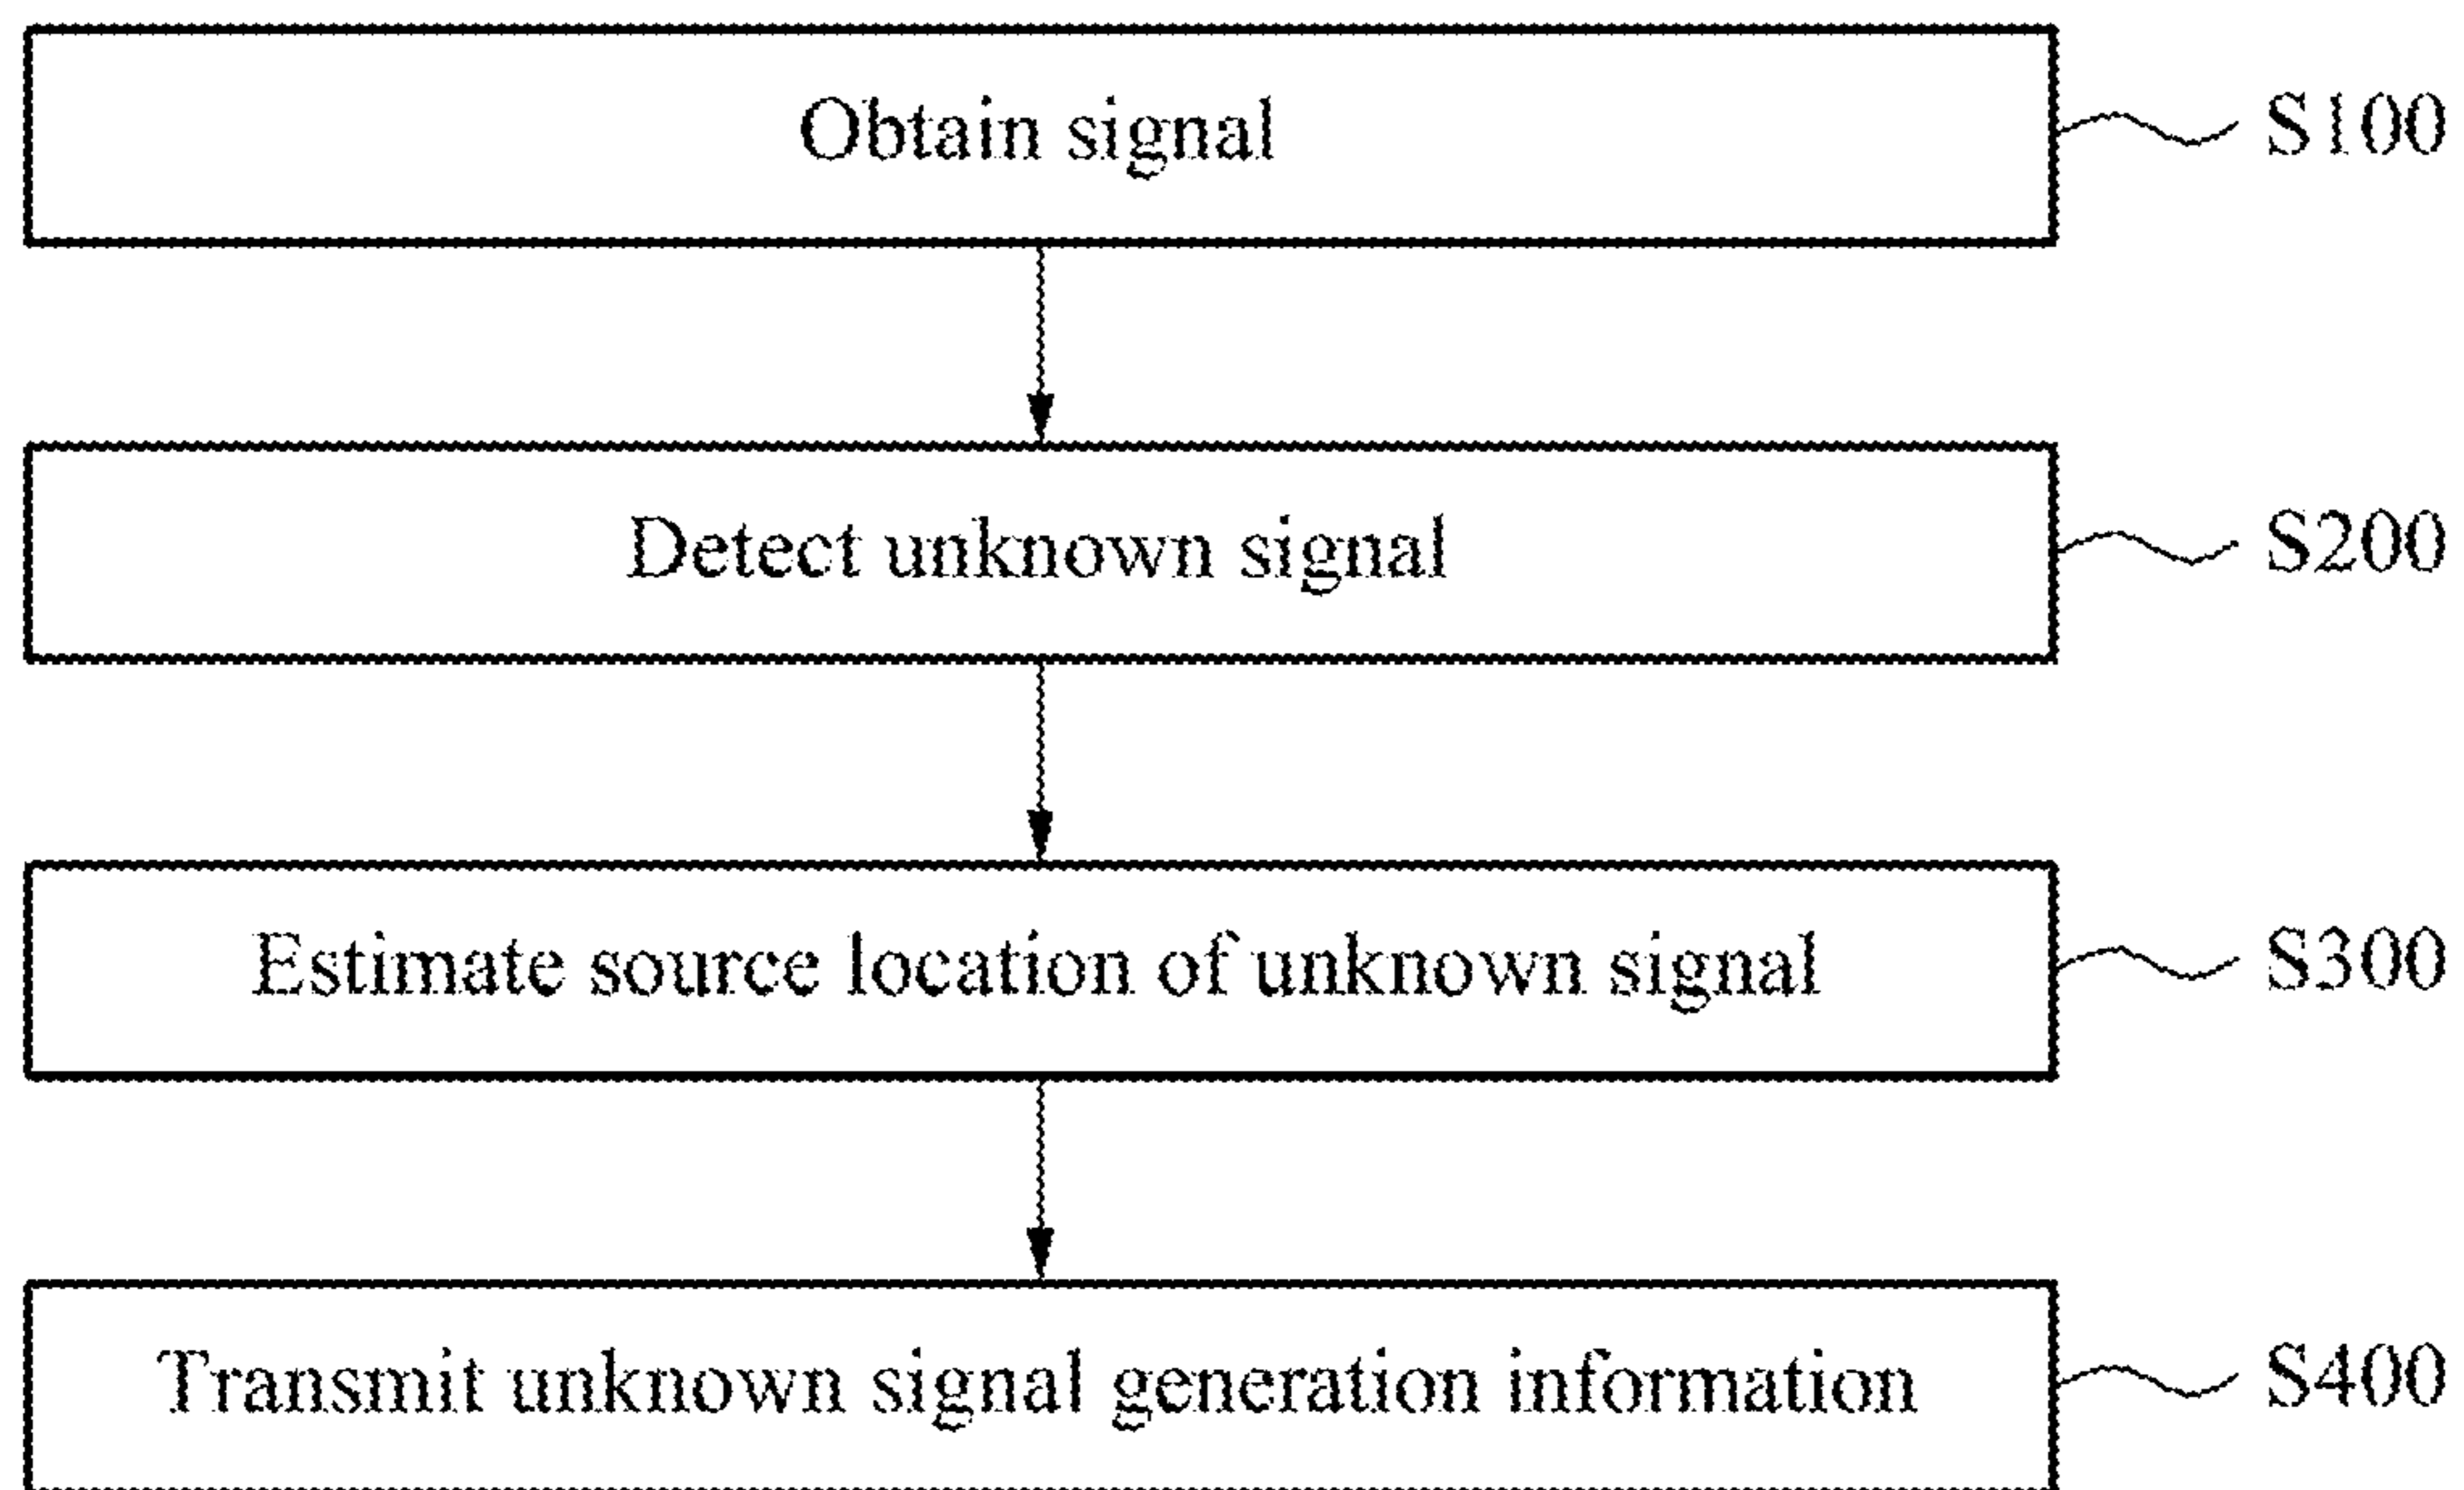 Obtain signal S100
Detect unknown signal S200
Estimate source location of unknown signal S300
Transmit unknown signal generation information S400